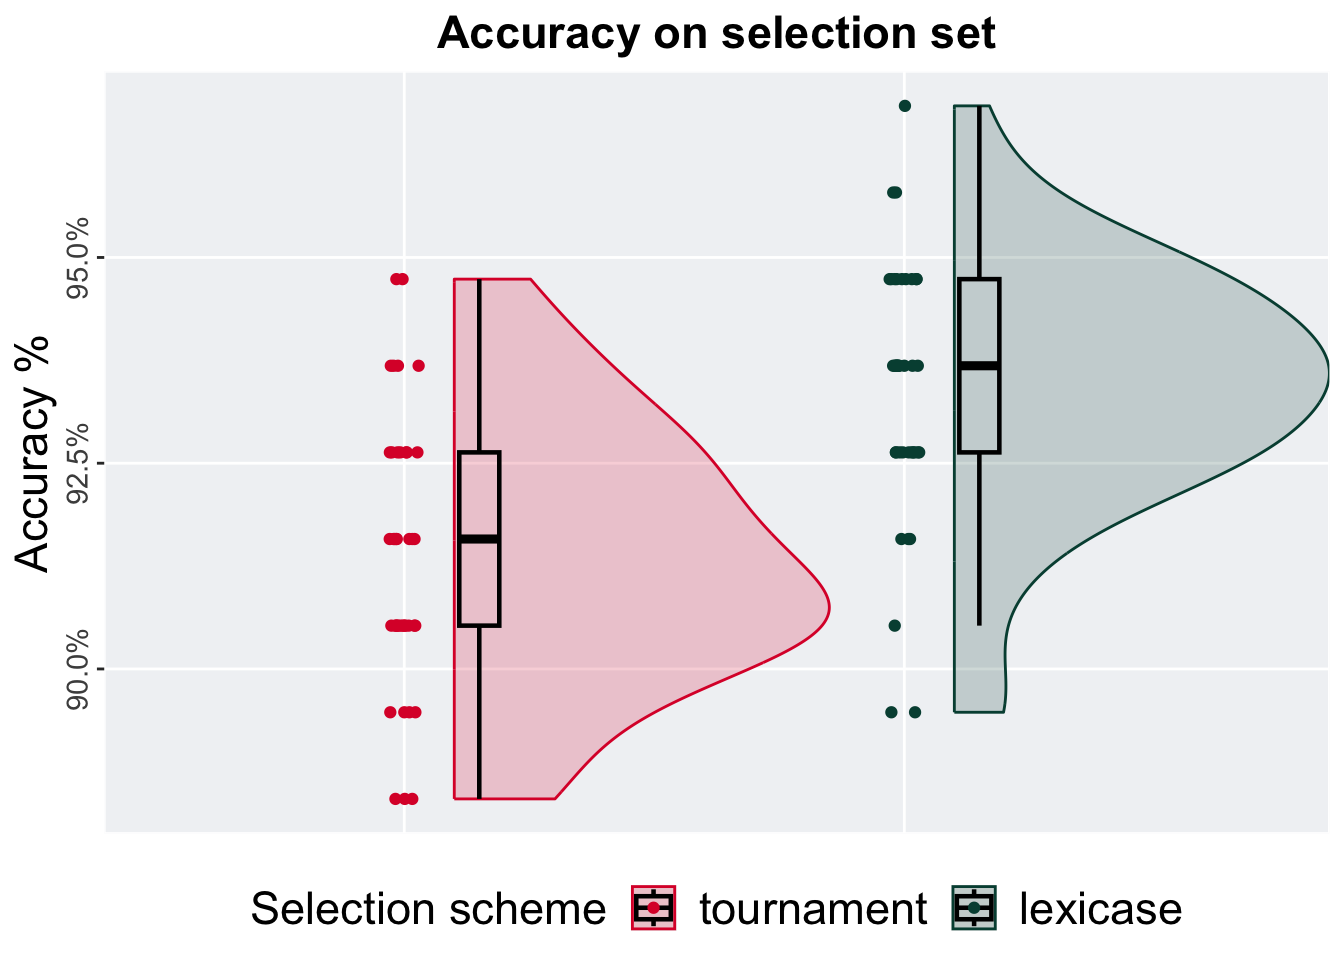 Accuracy on selection set
Accuracy %
95.0%
92.5%
90.0%
Selection scheme tournament lexicase